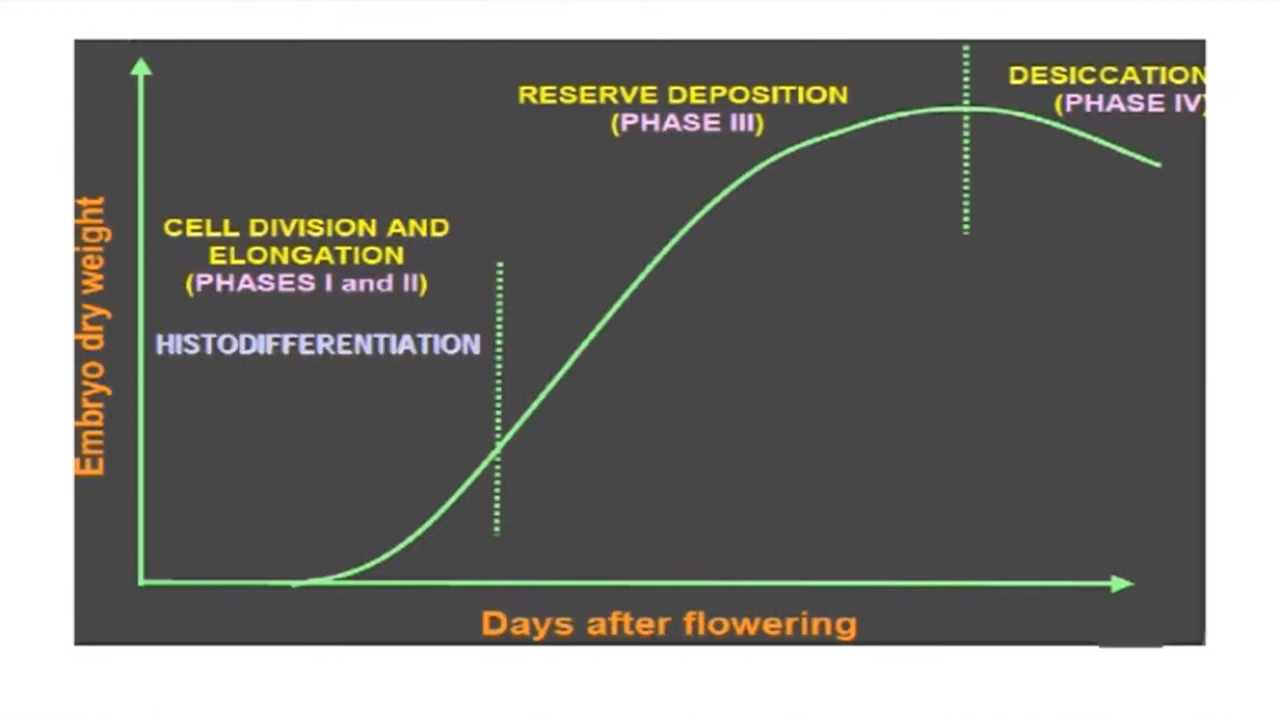 DESICCATION
(PHASE IV)
RESERVE DEPOSITION
(PHASE III)
CELL DIVISION AND
ELONGATION
(PHASES I and II)
HISTODIFFERENTIATION
Embryo dry weight
Days after flowering